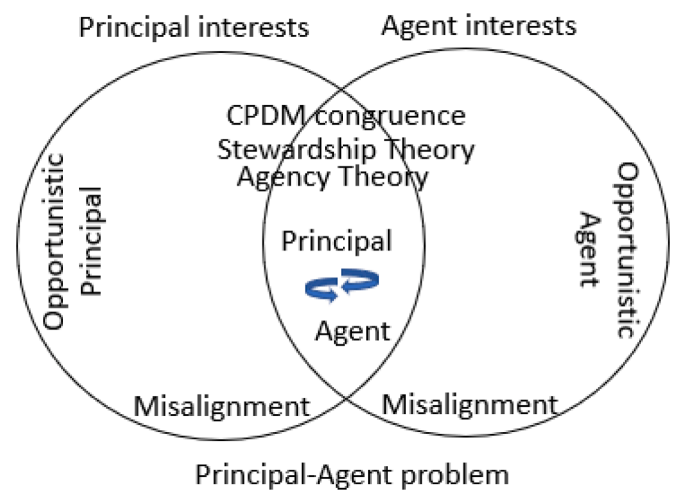 Principal interests
Agent interests
CPDM congruence
Stewardship Theory
Agency Theory
Opportunistic
Principal
Principal
Agent
Opportunistic
Agent
Misalignment
Misalignment
Principal-Agent problem